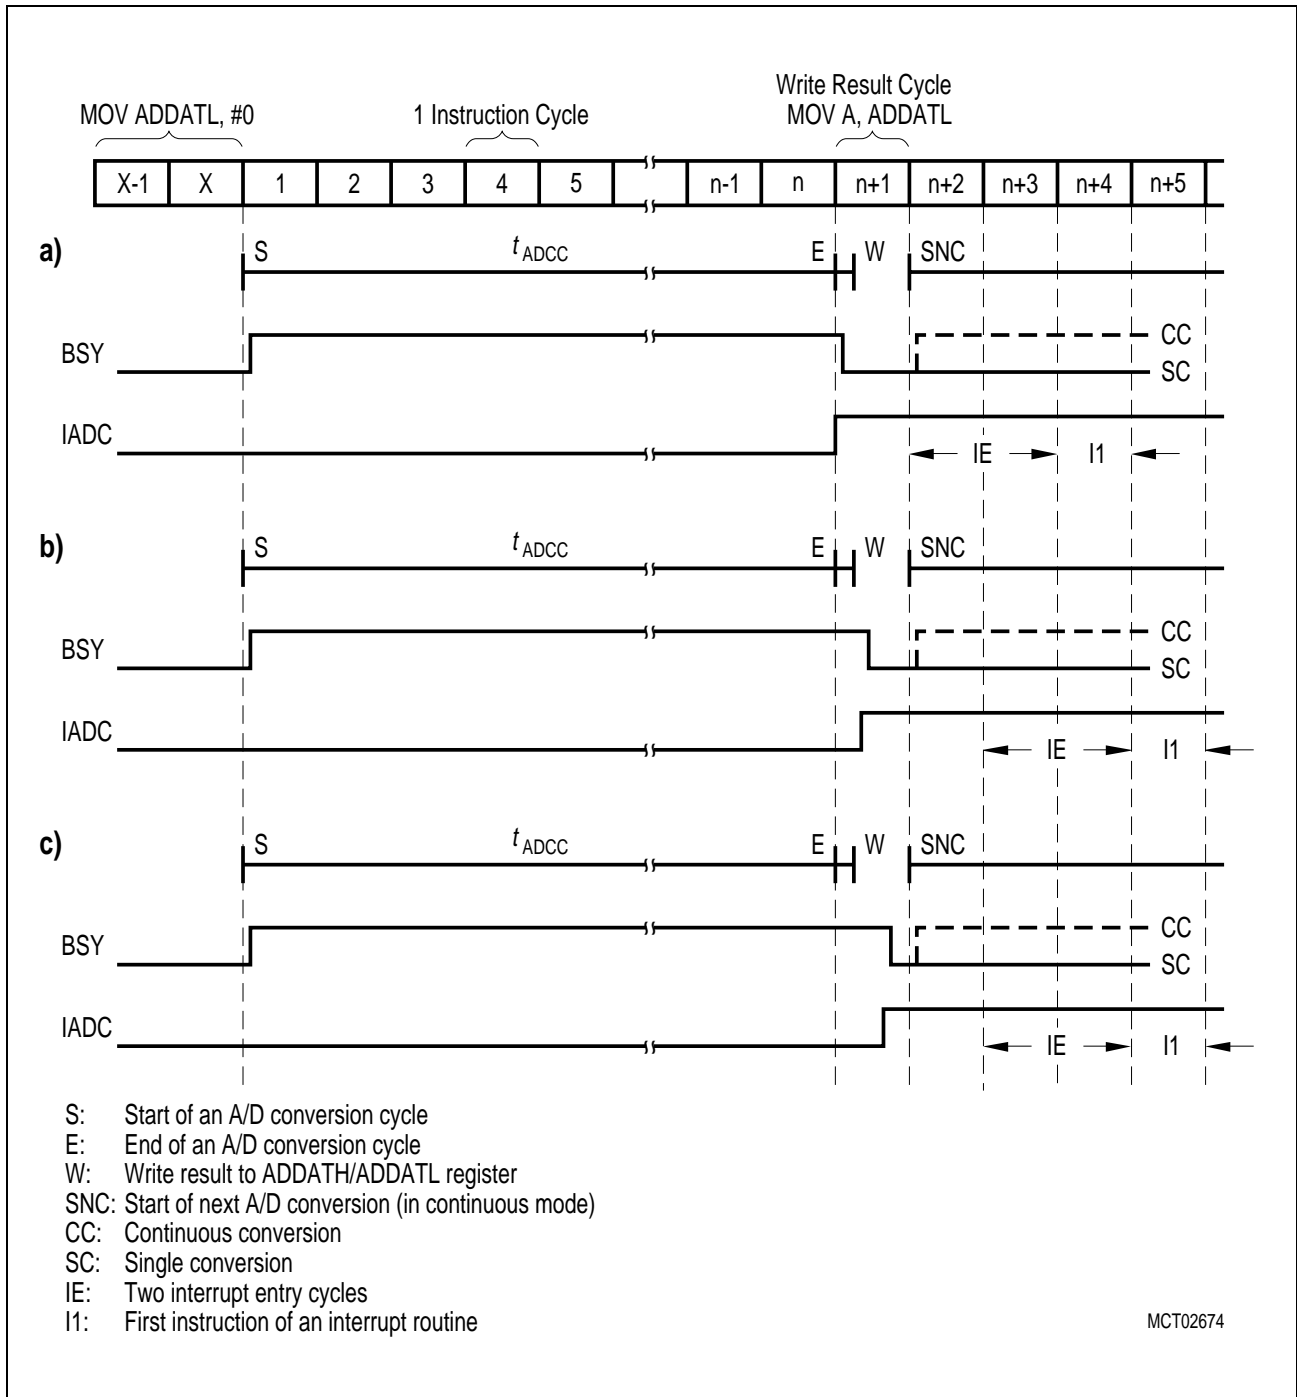 Write Result Cycle
MOV ADDATL, #0 1 Instruction Cycle MOV A, ADDATL
X-1 X 1 2 3 4 5 n-1 n n+1 n+2 n+3 n+4 n+5
a) S t ADCC E W SNC
BSY CC
SC
IADC
IE I1
b) S t ADCC E W SNC
BSY CC
SC
IADC
IE I1
c) S t ADCC E W SNC
BSY CC
SC
IADC
IE I1
S: Start of an A/D conversion cycle
E: End of an A/D conversion cycle
W: Write result to ADDATH/ADDATL register
SNC: Start of next A/D conversion (in continuous mode)
CC: Continuous conversion
SC: Single conversion
IE: Two interrupt entry cycles
I1: First instruction of an interrupt routine
MCT02674